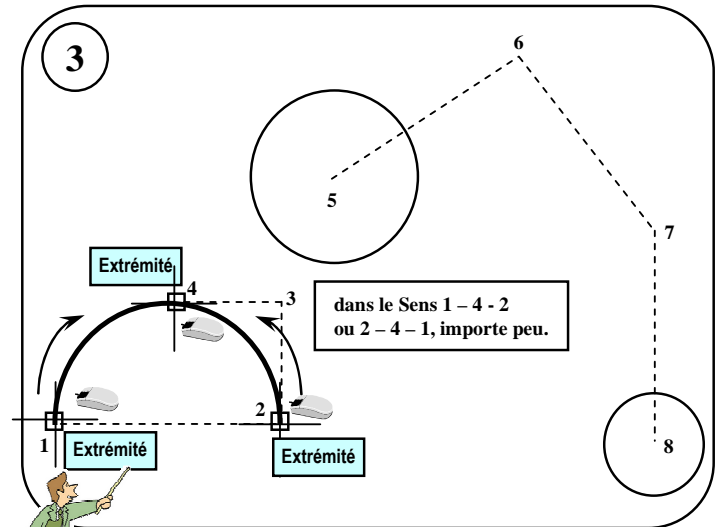 3
6
5
7
Extrémité
4
3
dans le Sens 1 – 4 - 2
ou 2 – 4 – 1, importe peu.
2
1
Extrémité
Extrémité
8